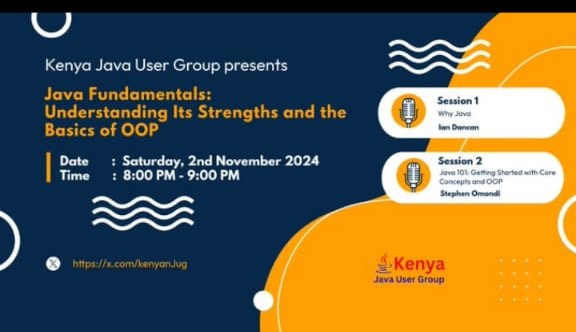 Kenya Java User Group presents
Java Fundamentals:
Understanding Its Strengths and the
Basics of OOP
Date : Saturday, 2nd November 2024
Time : 8:00 PM - 9:00 PM
https://x.com/kenyanJug
Session 1
Why Java
Ian Dancan
Session 2
Java 101: Getting Started with Core
Concepts and OOP
Stephen Omondi
Kenya
Java User Group